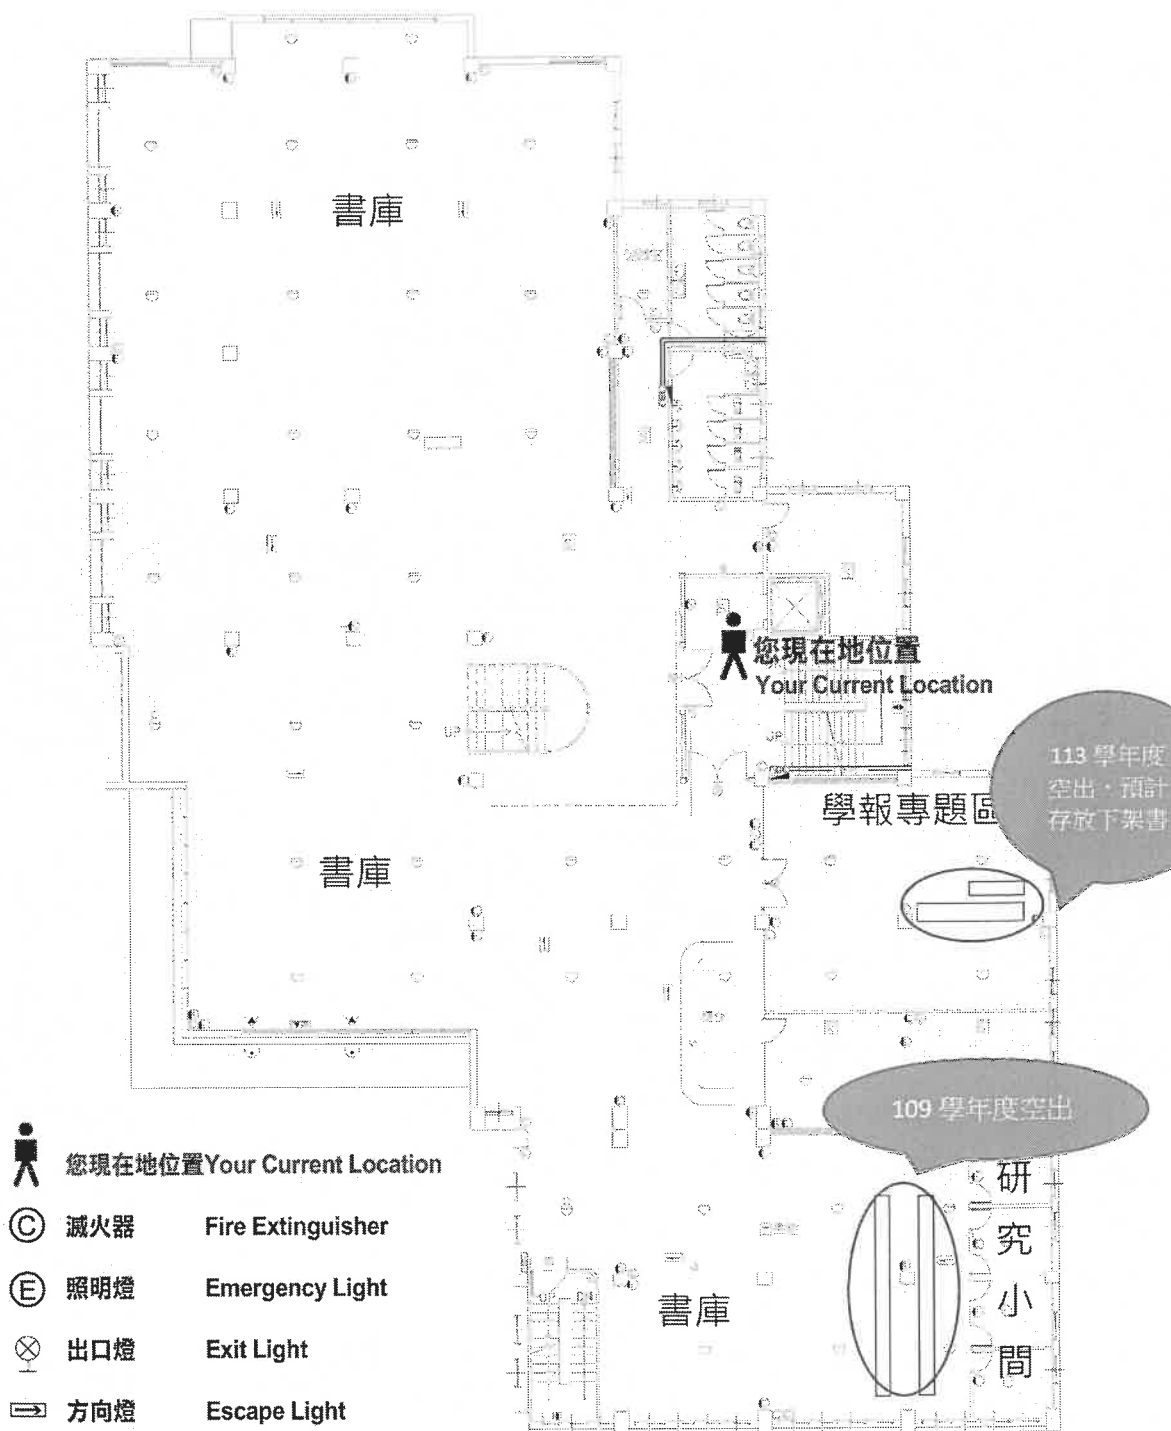 書庫
您現在地位置
Your Current Location
113 學年度
空出，預計
存放下架書
學報專題區
書庫
UP
UP
109 學年度空出
研
究
小
間
書庫
您現在地位置Your Current Location
C 滅火器 Fire Extinguisher
E 照明燈 Emergency Light
出口燈 Exit Light
方向燈 Escape Light